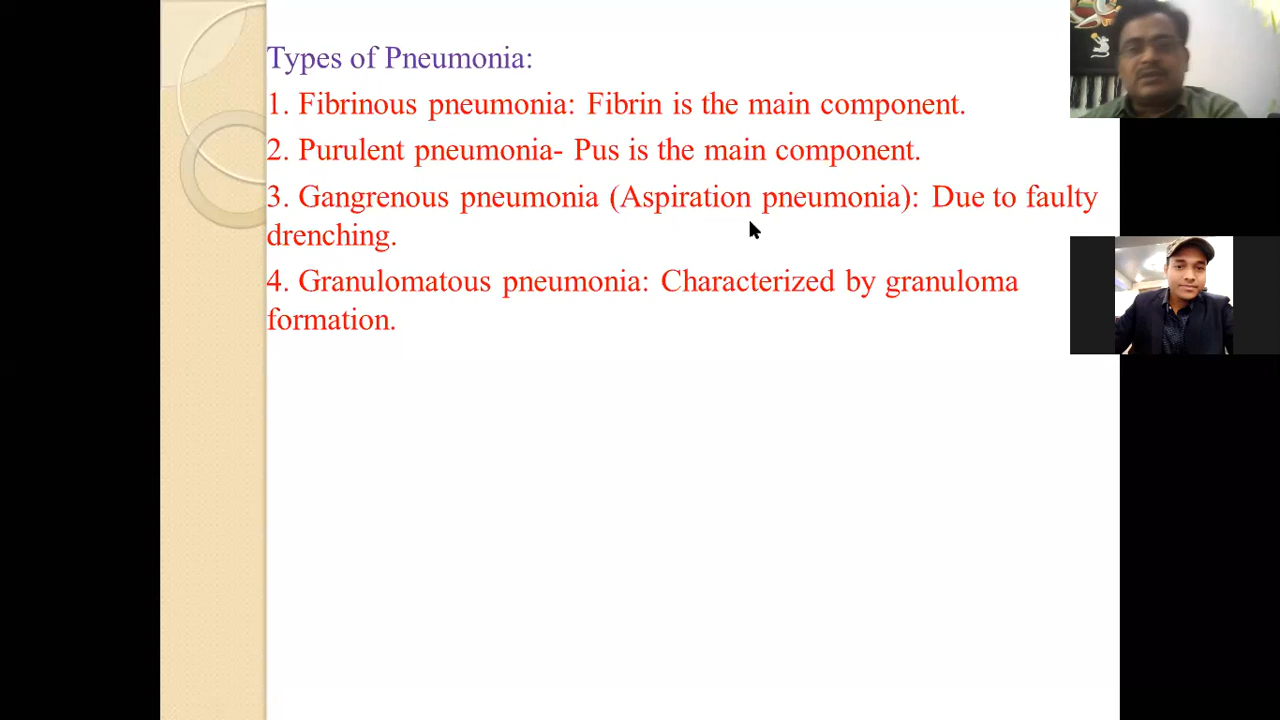 Types of Pneumonia:
1. Fibrinous pneumonia: Fibrin is the main component.
2. Purulent pneumonia- Pus is the main component.
3. Gangrenous pneumonia (Aspiration pneumonia): Due to faulty
drenching.
4. Granulomatous pneumonia: Characterized by granuloma
formation.